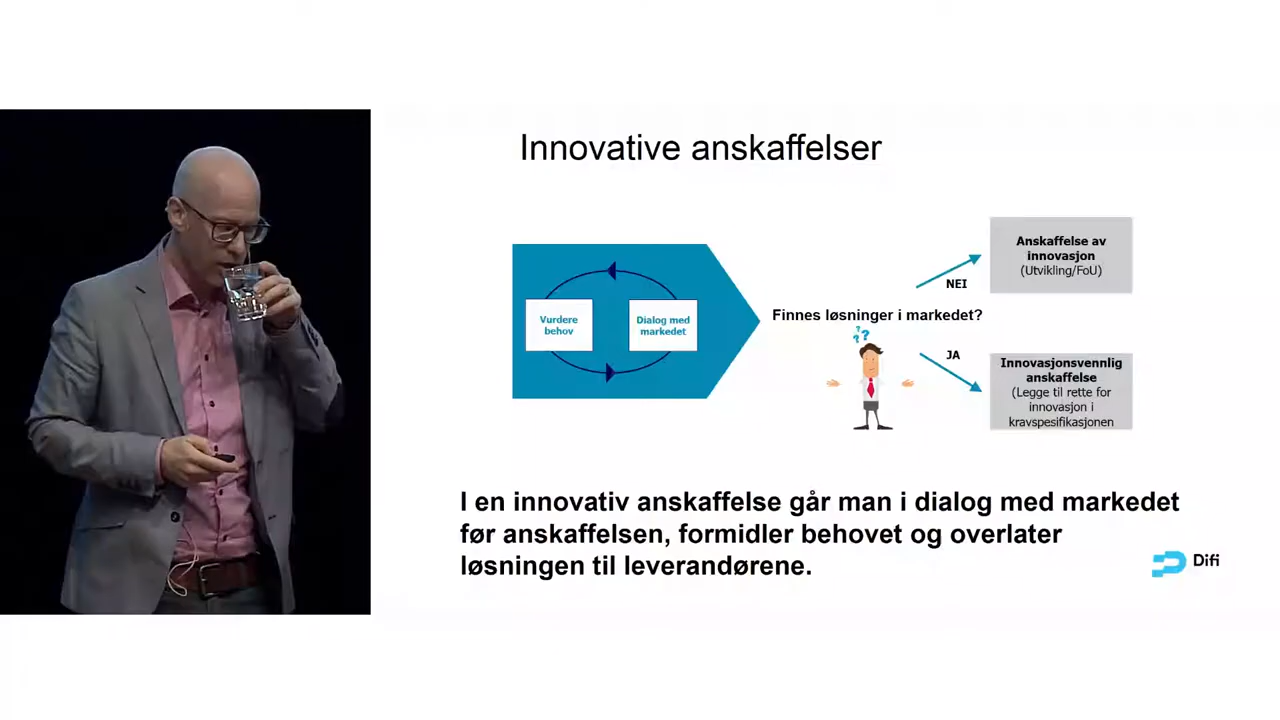 Innovative anskaffelser
Vurdere
behov
Dialog med
markedet
Finnes løsninger i markedet?
??
?
NEI
JA
Anskaffelse av
innovasjon
(Utvikling/FoU)
Innovasjonsvennlig
anskaffelse
(Legge til rette for
innovasjon i
kravspesifikasjonen
I en innovativ anskaffelse går man i dialog med markedet
før anskaffelsen, formidler behovet og overlater
løsningen til leverandørene.
Difi